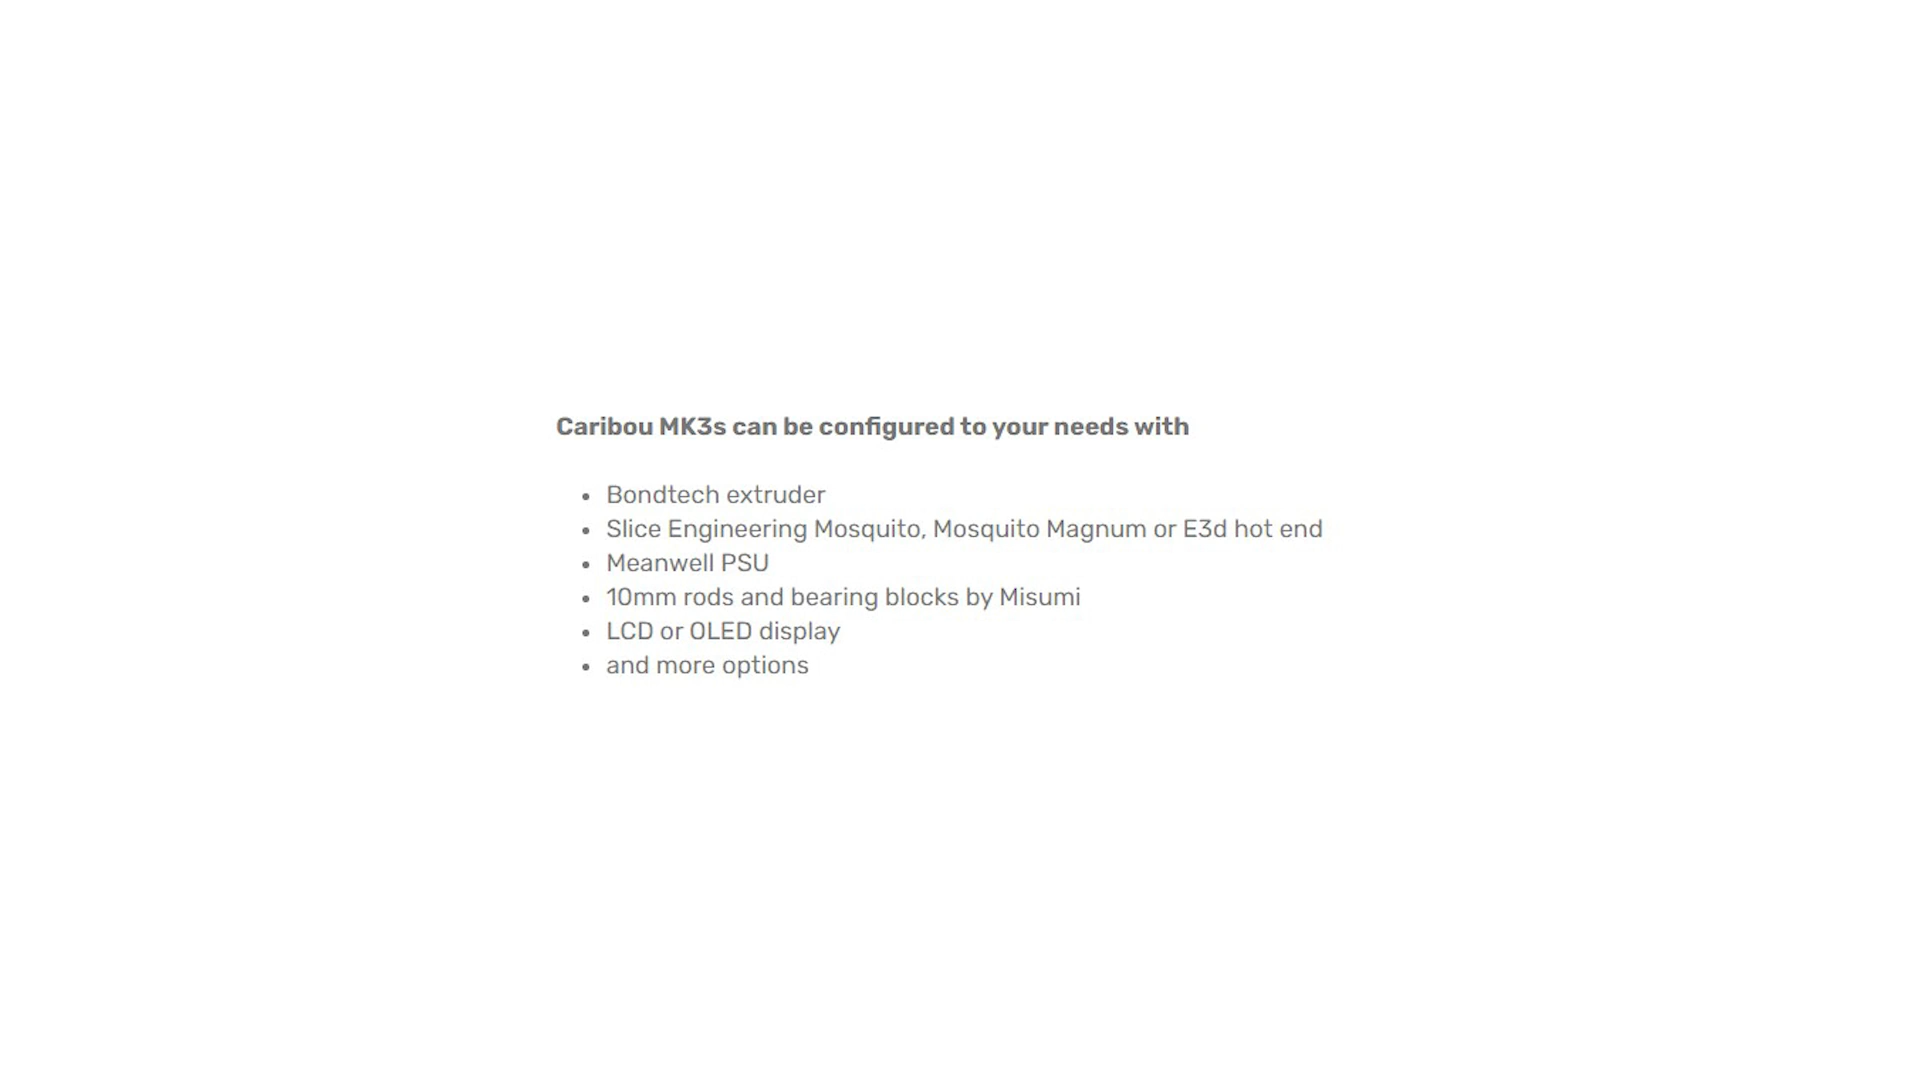 Caribou MK3s can be configured to your needs with
• Bondtech extruder
• Slice Engineering Mosquito, Mosquito Magnum or E3d hot end
• Meanwell PSU
• 10mm rods and bearing blocks by Misumi
• LCD or OLED display
• and more options